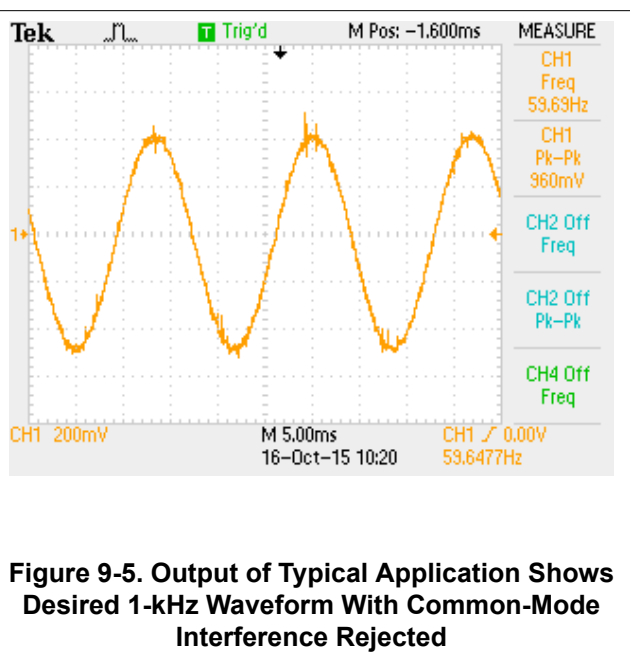 Tek T Trig'd M Pos: −1.600ms MEASURE
CH1
Freq
59.69Hz
CH1
Pk−Pk
960mV
1
CH2 Off
Freq
CH2 Off
Pk−Pk
CH4 Off
Freq
CH1 200mV M 5.00ms CH1 0.00V
16−Oct−15 10:20 59.6477Hz
Figure 9-5. Output of Typical Application Shows
Desired 1-kHz Waveform With Common-Mode
Interference Rejected